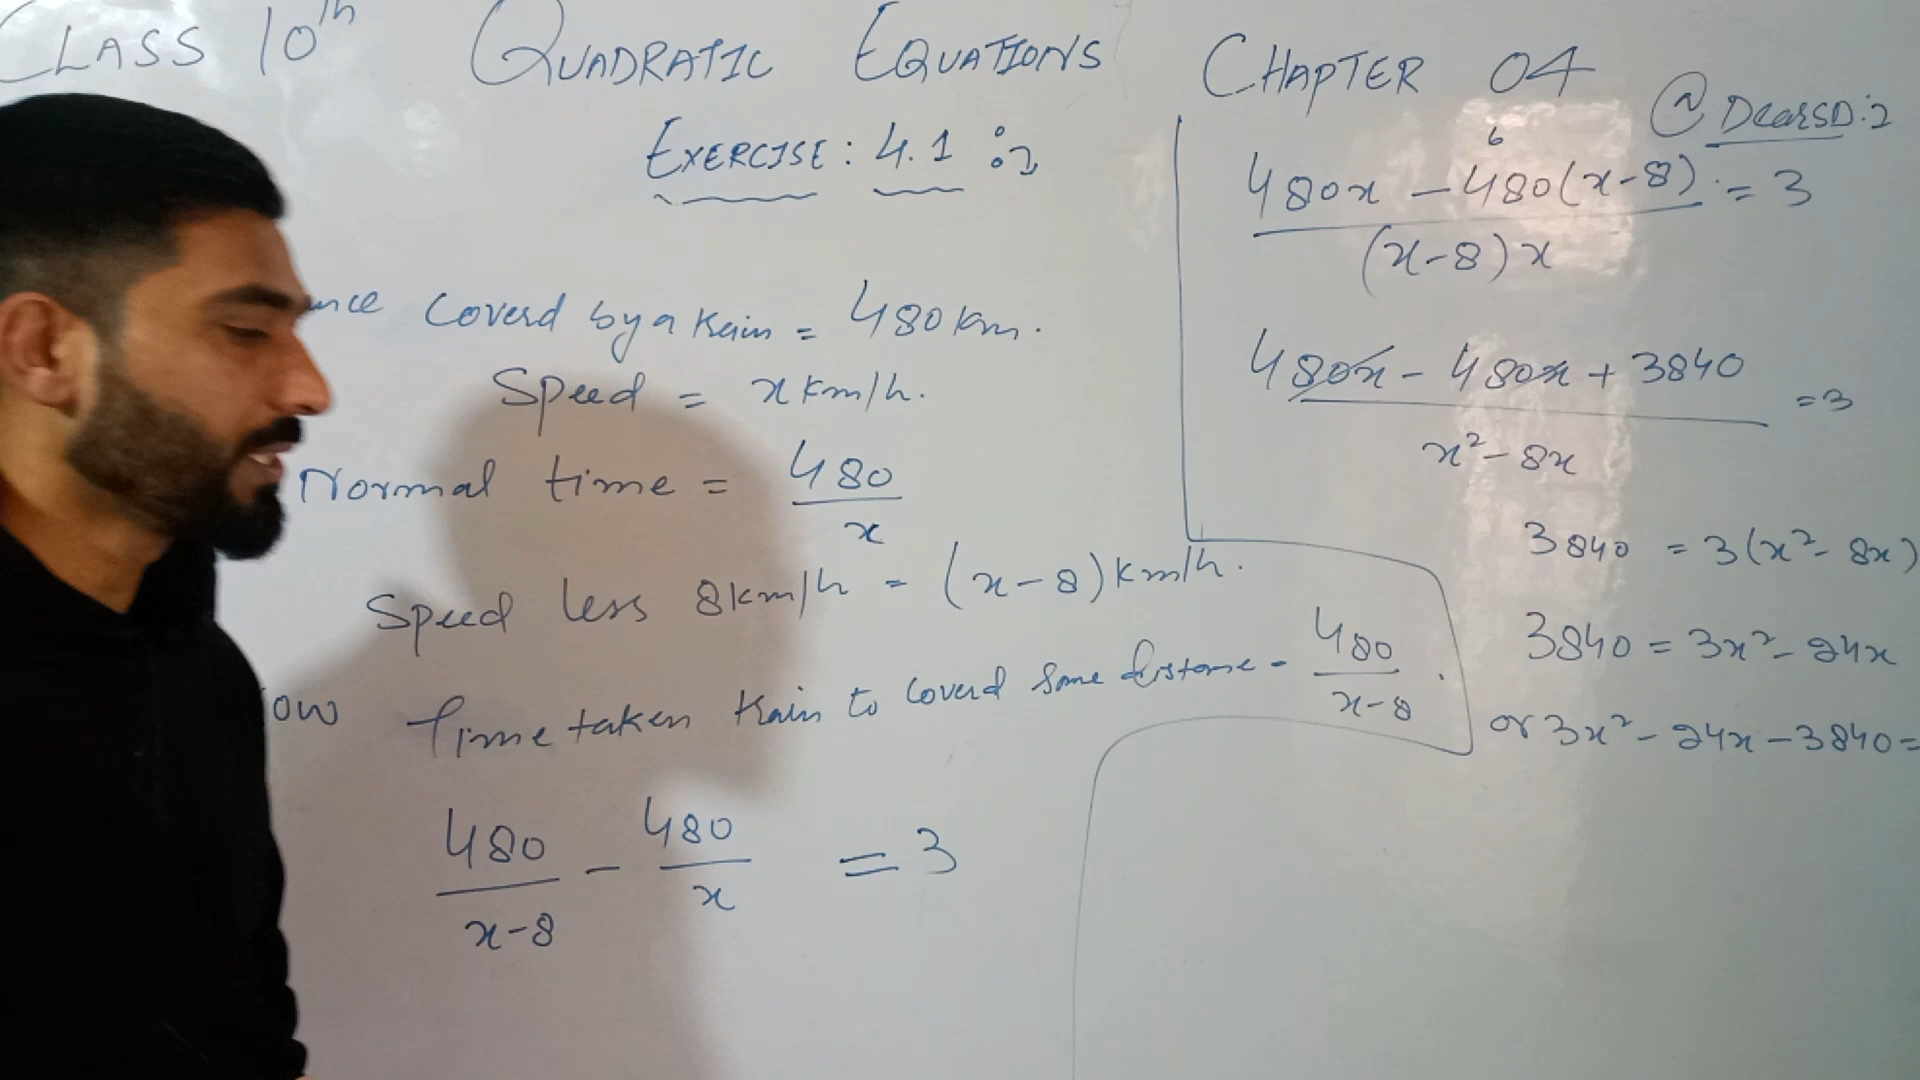 CLASS 10th QUADRATIC EQUATIONS CHAPTER 04
@DearSD:2
EXERCISE: 4.1 :2
ance Coverd by a train = 480 km.
Speed = x km/h.
Normal time = 480/x
Speed less 8km/h = (x-8) km/h.
ow Time taken train to Coverd Same distance = 480/(x-8).
480/(x-8) - 480/x = 3
6
(480x - 480(x-8))/((x-8)x) = 3
(480x - 480x + 3840)/(x²-8x) = 3
3840 = 3(x²-8x)
3840 = 3x²-24x
or 3x²-24x-3840=